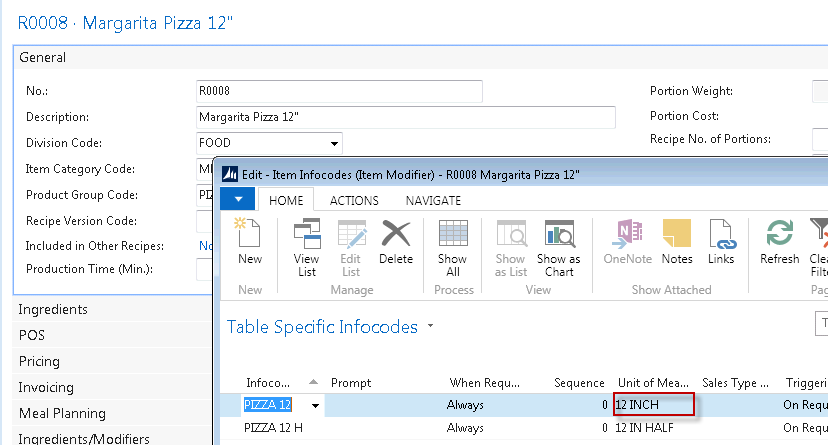 R0008 · Margarita Pizza 12"
General
No.: R0008 Portion Weight:
Description: Margarita Pizza 12" Portion Cost:
Division Code: FOOD Recipe No. of Portions:
Item Category Code:
Product Group Code:
Recipe Version Code:
Included in Other Recipes: No
Production Time (Min.):
Ingredients
POS
Pricing
Invoicing
Meal Planning
Ingredients/Modifiers
Edit - Item Infocodes (Item Modifier) - R0008 Margarita Pizza 12"
HOME ACTIONS NAVIGATE
New View List Edit List Delete Show All Show as List Show as Chart OneNote Notes Links Refresh Clea Filte
New Manage Process View Show Attached Pag
Table Specific Infocodes
Infoco... Prompt When Requ... Sequence Unit of Mea... Sales Type ... Triggeri
PIZZA 12 Always 0 12 INCH On Requ
PIZZA 12 H Always 0 12 IN HALF On Requ